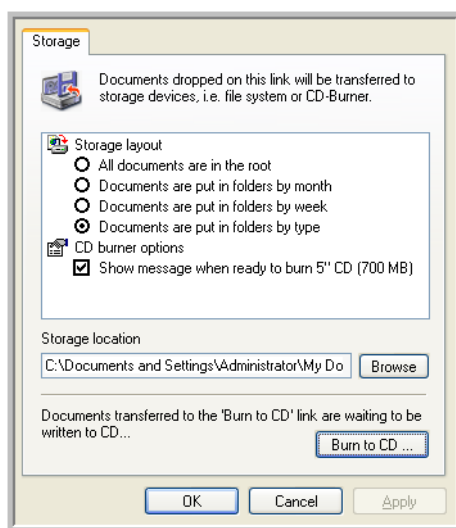 Storage
Documents dropped on this link will be transferred to
storage devices, i.e. file system or CD-Burner.
Storage layout
All documents are in the root
Documents are put in folders by month
Documents are put in folders by week
Documents are put in folders by type
CD burner options
Show message when ready to burn 5" CD (700 MB)
Storage location
C:\Documents and Settings\Administrator\My Do
Browse
Documents transferred to the 'Burn to CD' link are waiting to be
written to CD...
Burn to CD ...
OK
Cancel
Apply